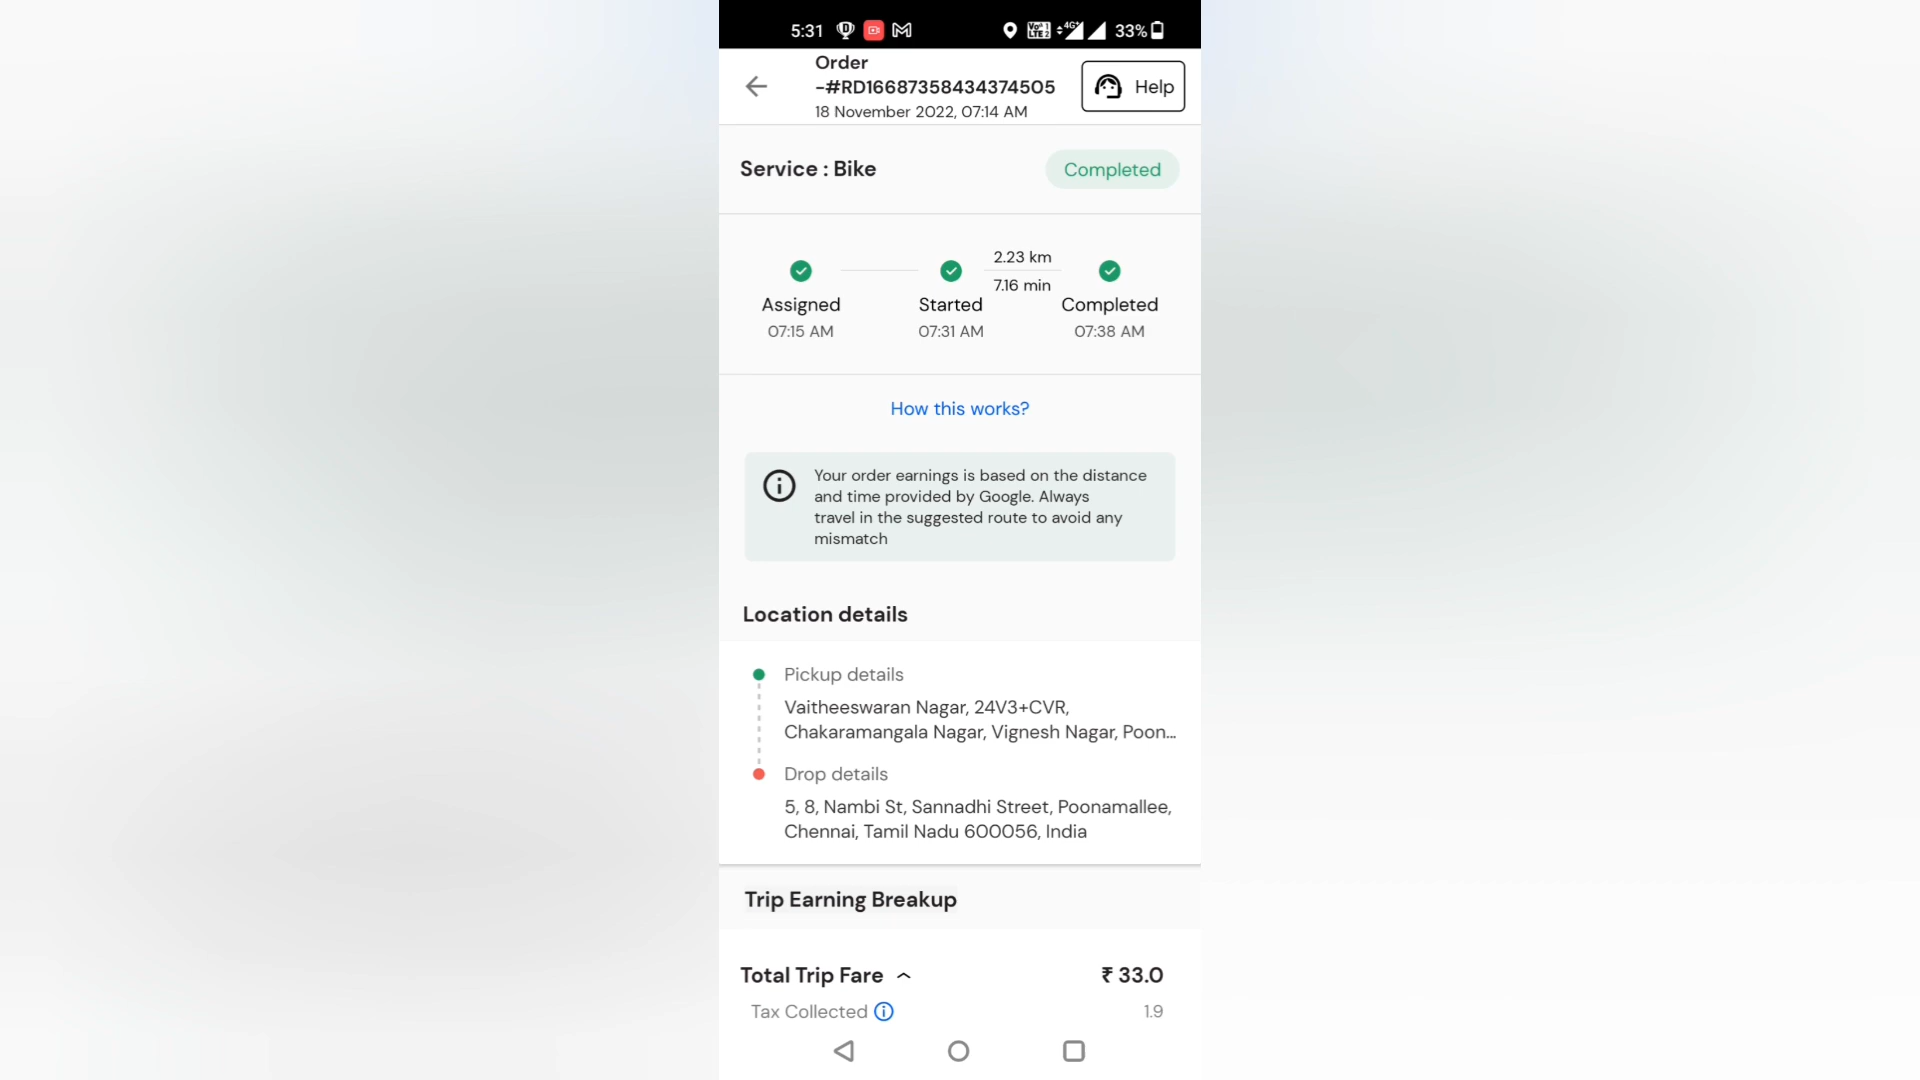 5:31
4G+
33%
Order
-#RD16687358434374505
18 November 2022, 07:14 AM
Help
Service : Bike
Completed
2.23 km
7.16 min
Assigned
Started
Completed
07:15 AM
07:31 AM
07:38 AM
How this works?
Your order earnings is based on the distance
and time provided by Google. Always
travel in the suggested route to avoid any
mismatch
Location details
Pickup details
Vaitheeswaran Nagar, 24V3+CVR,
Chakaramangala Nagar, Vignesh Nagar, Poon...
Drop details
5, 8, Nambi St, Sannadhi Street, Poonamallee,
Chennai, Tamil Nadu 600056, India
Trip Earning Breakup
Total Trip Fare
₹ 33.0
Tax Collected
1.9